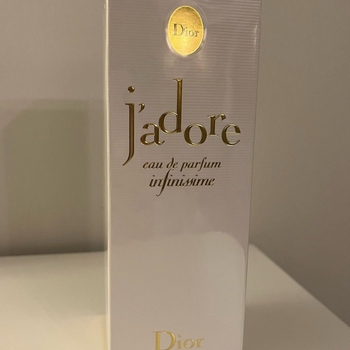 Dior
j'adore
eau de parfum
infinissime
Dior